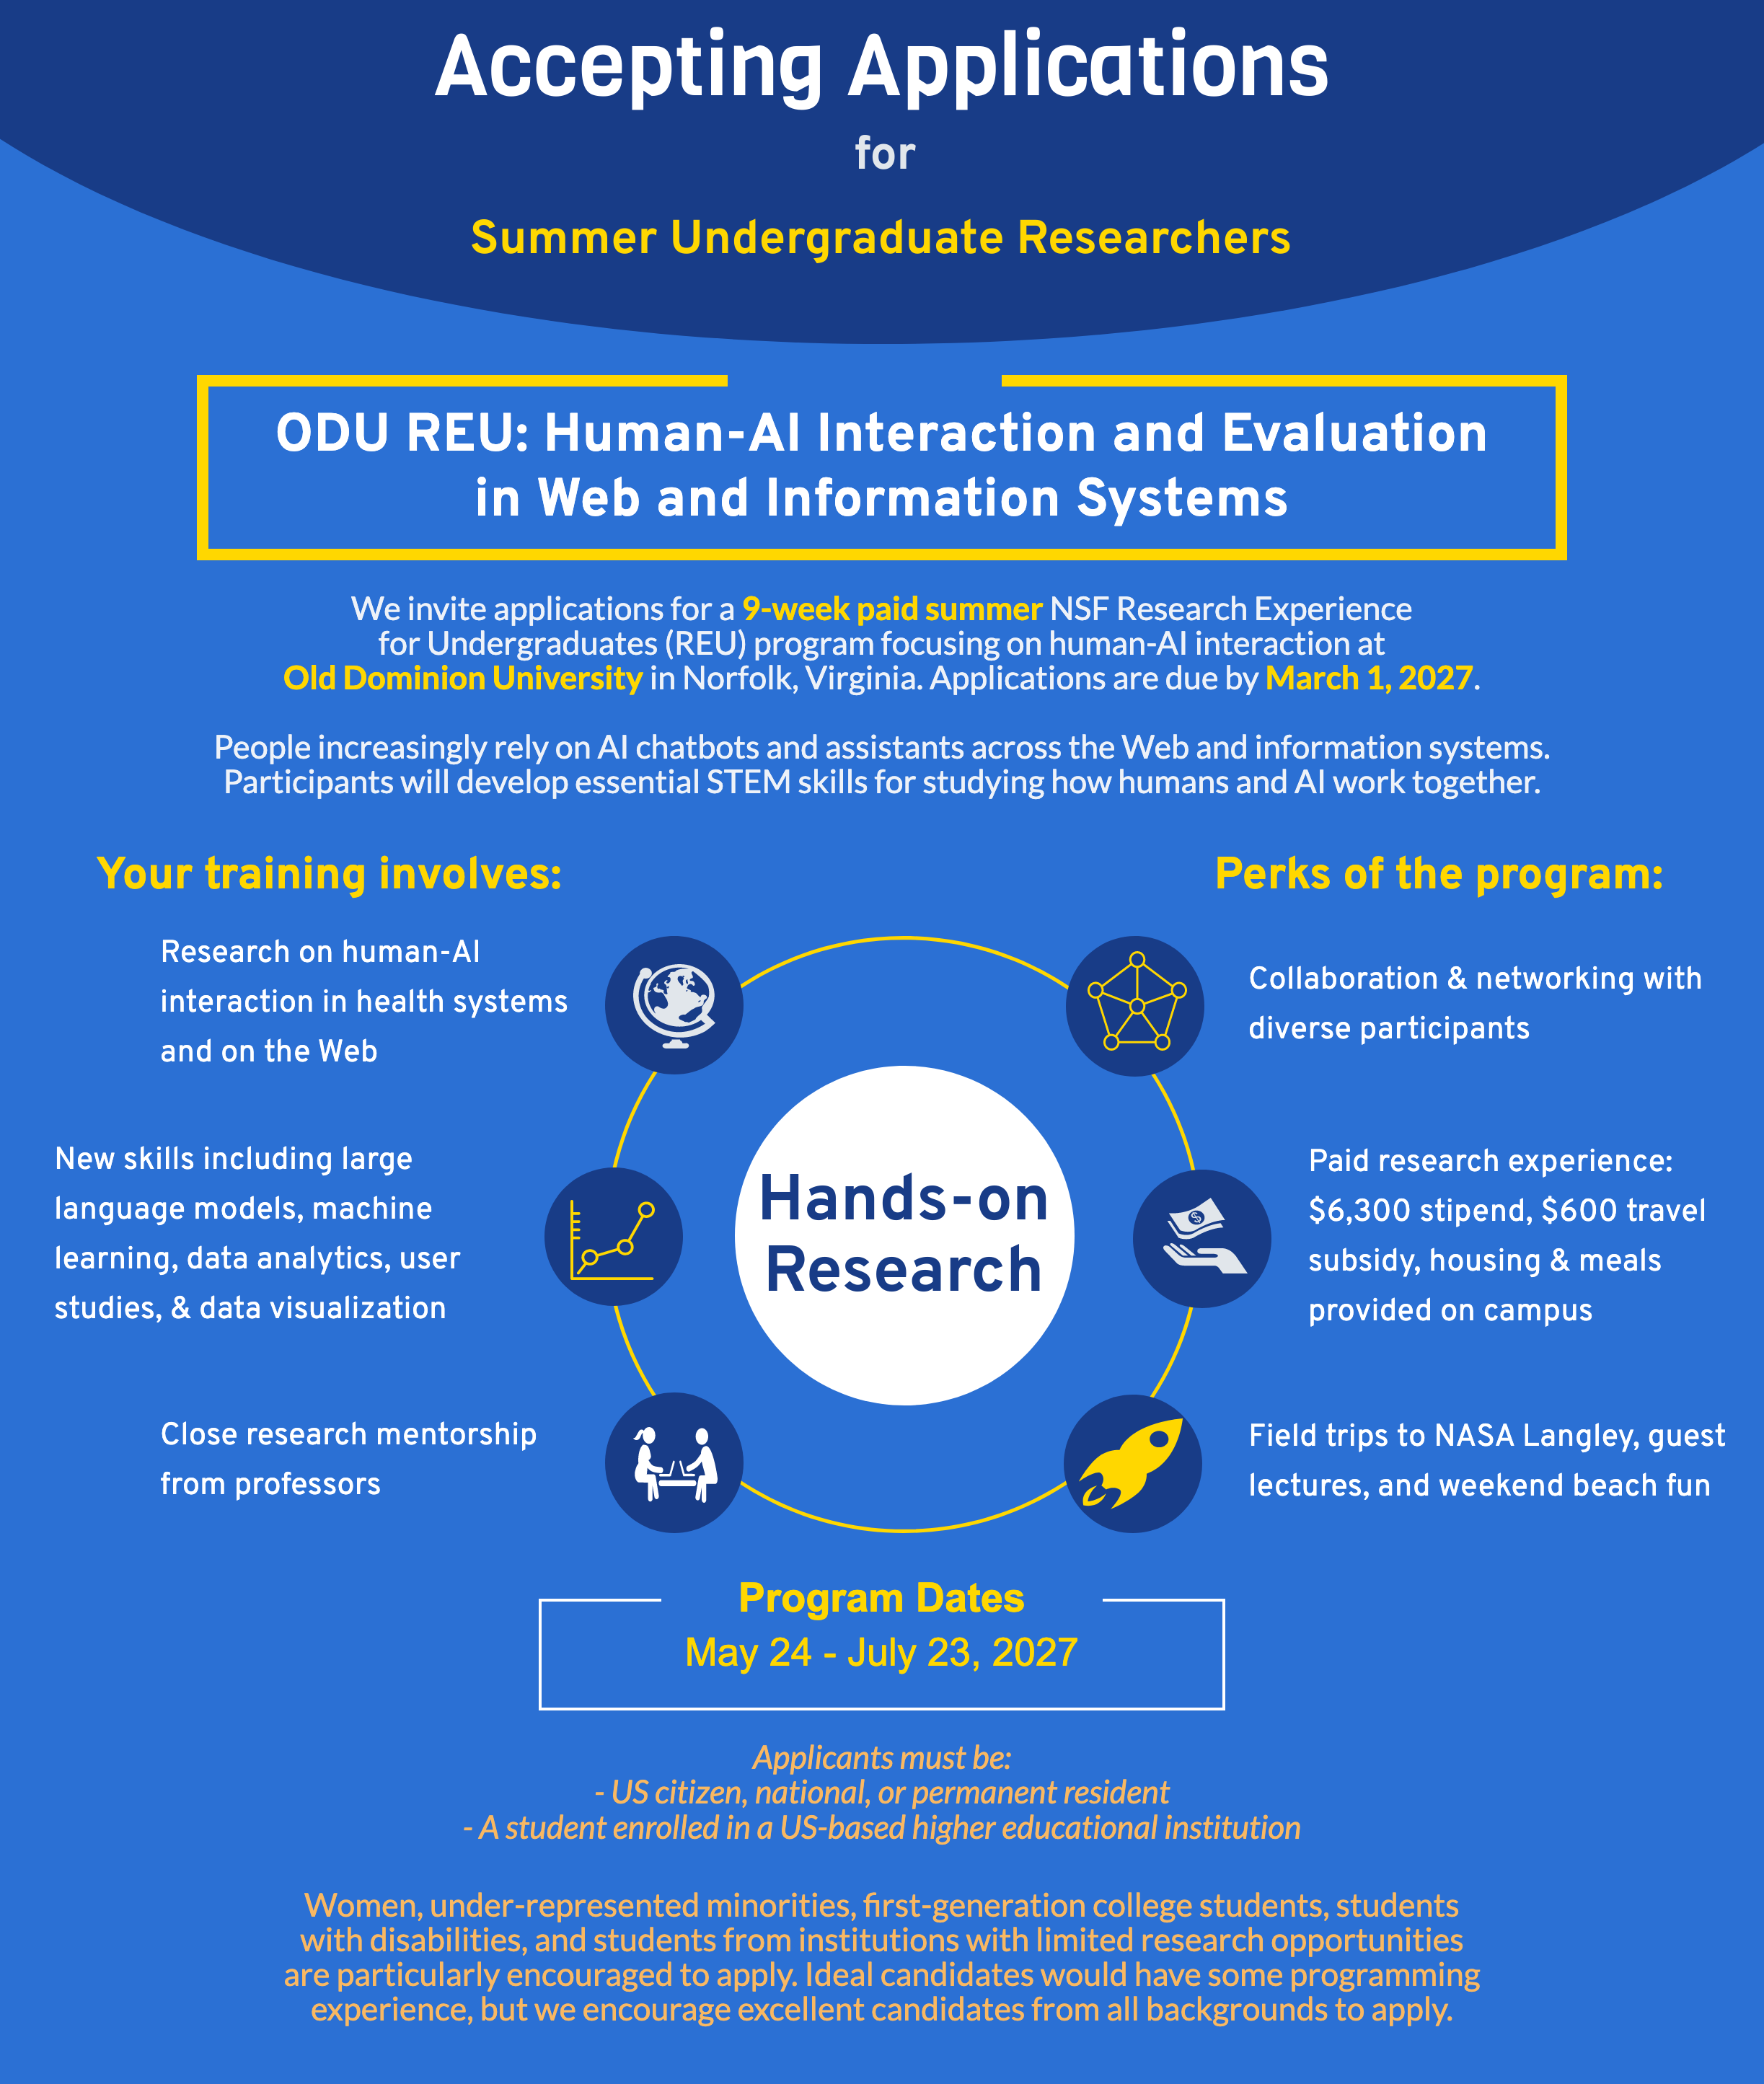 Accepting Applications
for
Summer Undergraduate Researchers
ODU REU: Human-AI Interaction and Evaluation
in Web and Information Systems
We invite applications for a 9-week paid summer NSF Research Experience
for Undergraduates (REU) program focusing on human-AI interaction at
Old Dominion University in Norfolk, Virginia. Applications are due by March 1, 2027.
People increasingly rely on AI chatbots and assistants across the Web and information systems.
Participants will develop essential STEM skills for studying how humans and AI work together.
Your training involves:
Research on human-AI
interaction in health systems
and on the Web
New skills including large
language models, machine
learning, data analytics, user
studies, & data visualization
Close research mentorship
from professors
Hands-on
Research
Perks of the program:
Collaboration & networking with
diverse participants
Paid research experience:
$6,300 stipend, $600 travel
subsidy, housing & meals
provided on campus
Field trips to NASA Langley, guest
lectures, and weekend beach fun
Program Dates
May 24 - July 23, 2027
Applicants must be:
- US citizen, national, or permanent resident
- A student enrolled in a US-based higher educational institution
Women, under-represented minorities, first-generation college students, students
with disabilities, and students from institutions with limited research opportunities
are particularly encouraged to apply. Ideal candidates would have some programming
experience, but we encourage excellent candidates from all backgrounds to apply.